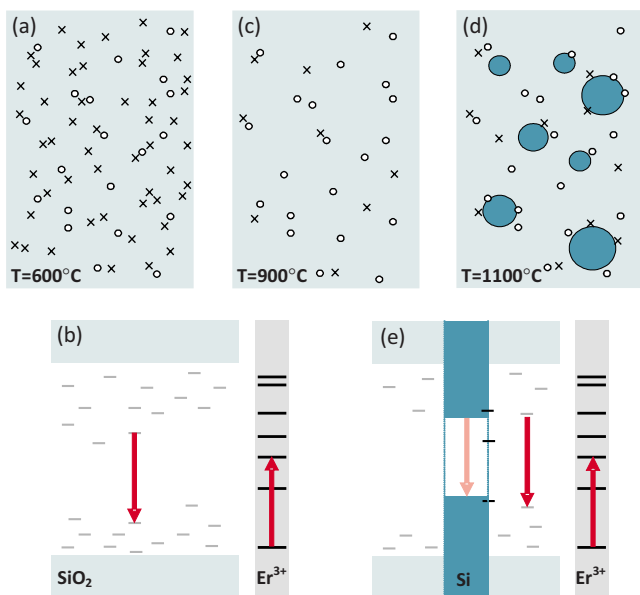 (a)
(c)
(d)
T=600°C
T=900°C
T=1100°C
(b)
(e)
SiO₂
Er³⁺
Si
Er³⁺